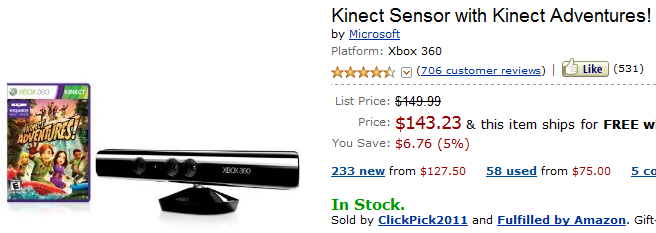 Kinect Sensor with Kinect Adventures!
by Microsoft
Platform: Xbox 360
(706 customer reviews) | Like (531)
List Price: $149.99
Price: $143.23 & this item ships for FREE
You Save: $6.76 (5%)
233 new from $127.50 58 used from $75.00 5
In Stock.
Sold by ClickPick2011 and Fulfilled by Amazon. Gift-
XBOX 360 KINECT
KINECT
ADVENTURES!
XBOX 360